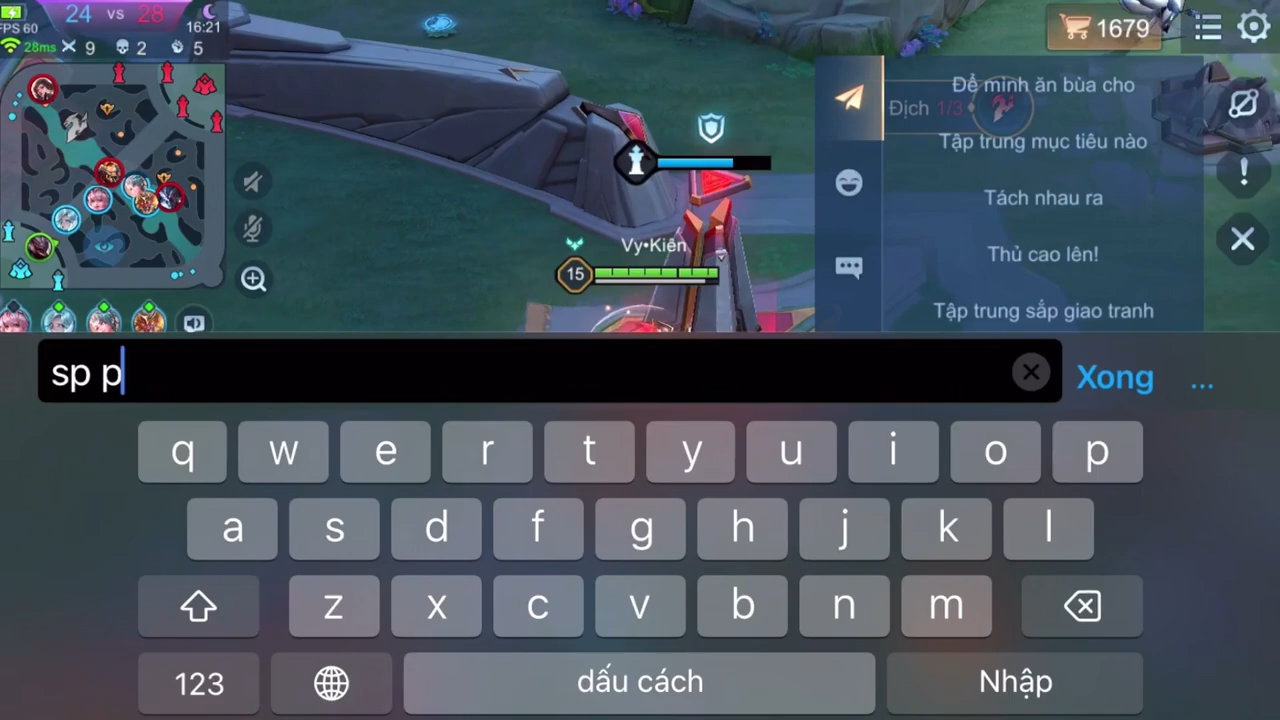 24 vs 28
FPS 60
16:21
28ms
9
2
5
1679
Để mình ăn bùa cho
Địch 1/3
Tập trung mục tiêu nào
Tách nhau ra
Thủ cao lên!
Tập trung sắp giao tranh
Vy•Kiên
15
sp p
Xong
...
q w e r t y u i o p
a s d f g h j k l
z x c v b n m
123
dấu cách
Nhập